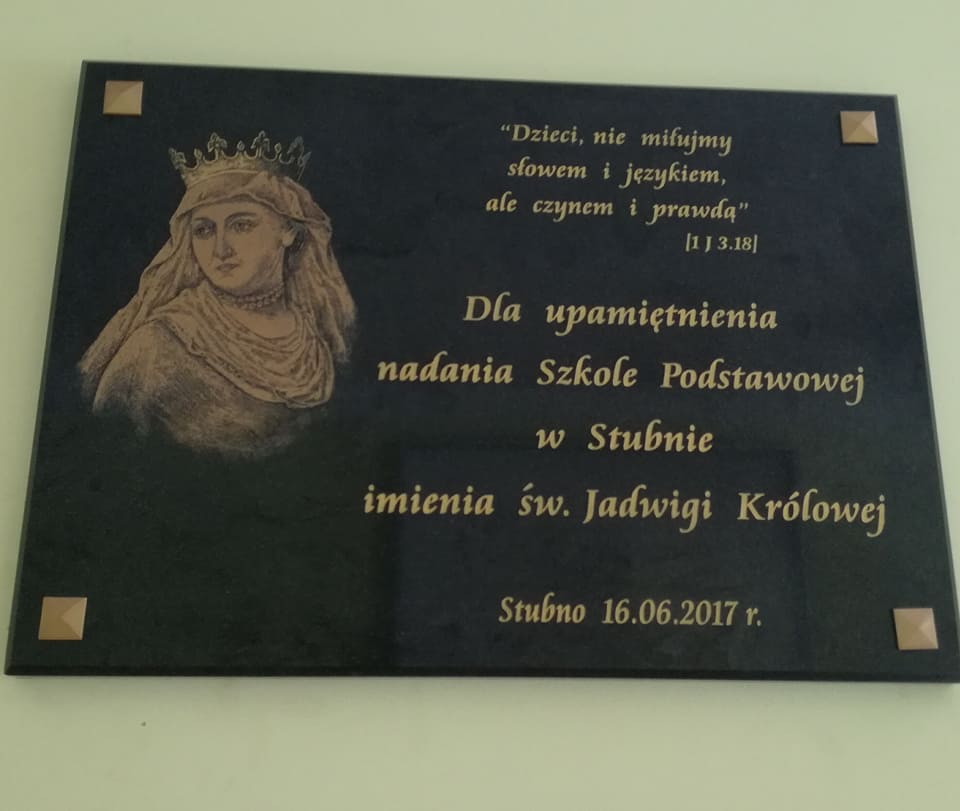 “Dzieci, nie miłujmy
słowem i językiem,
ale czynem i prawdą”
[1 J 3.18]
Dla upamiętnienia
nadania Szkole Podstawowej
w Stubnie
imienia św. Jadwigi Królowej
Stubno 16.06.2017 r.